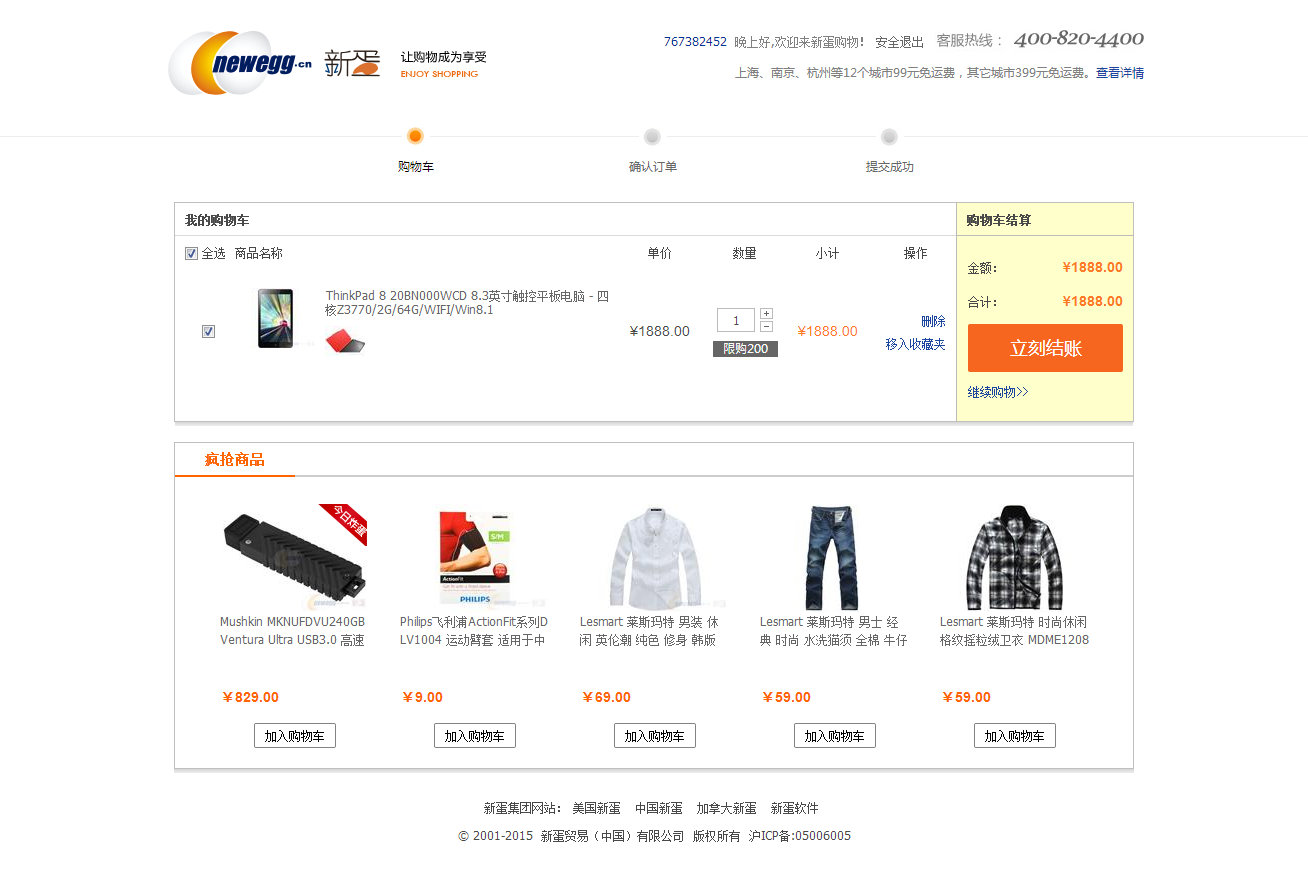 newegg.cn 新蛋 让购物成为享受
ENJOY SHOPPING
767382452 晚上好,欢迎来新蛋购物! 安全退出 客服热线： 400-820-4400
上海、南京、杭州等12个城市99元免运费，其它城市399元免运费。查看详情
购物车 确认订单 提交成功
我的购物车
全选 商品名称 单价 数量 小计 操作
ThinkPad 8 20BN000WCD 8.3英寸触控平板电脑 - 四
核Z3770/2G/64G/WIFI/Win8.1
¥1888.00 1 + − ¥1888.00 删除
限购200 移入收藏夹
购物车结算
金额: ¥1888.00
合计: ¥1888.00
立刻结账
继续购物>>
疯抢商品
今日炸蛋
S/M
ActionFit
PHILIPS
Mushkin MKNUFDVU240GB
Ventura Ultra USB3.0 高速
￥829.00
加入购物车
Philips飞利浦ActionFit系列D
LV1004 运动臂套 适用于中
￥9.00
加入购物车
Lesmart 莱斯玛特 男装 休
闲 英伦潮 纯色 修身 韩版
￥69.00
加入购物车
Lesmart 莱斯玛特 男士 经
典 时尚 水洗猫须 全棉 牛仔
￥59.00
加入购物车
Lesmart 莱斯玛特 时尚休闲
格纹摇粒绒卫衣 MDME1208
￥59.00
加入购物车
新蛋集团网站: 美国新蛋 中国新蛋 加拿大新蛋 新蛋软件
© 2001-2015 新蛋贸易（中国）有限公司 版权所有 沪ICP备:05006005